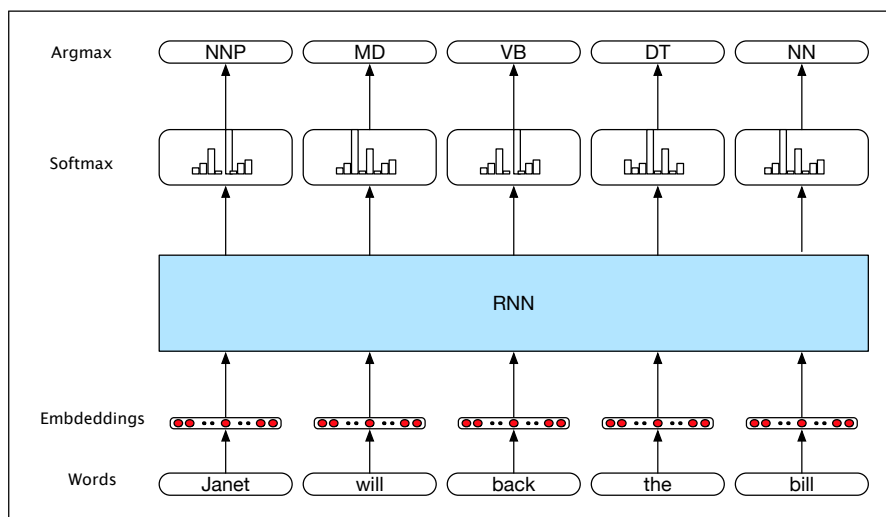 Argmax NNP MD VB DT NN
Softmax
RNN
Embdeddings
Words Janet will back the bill